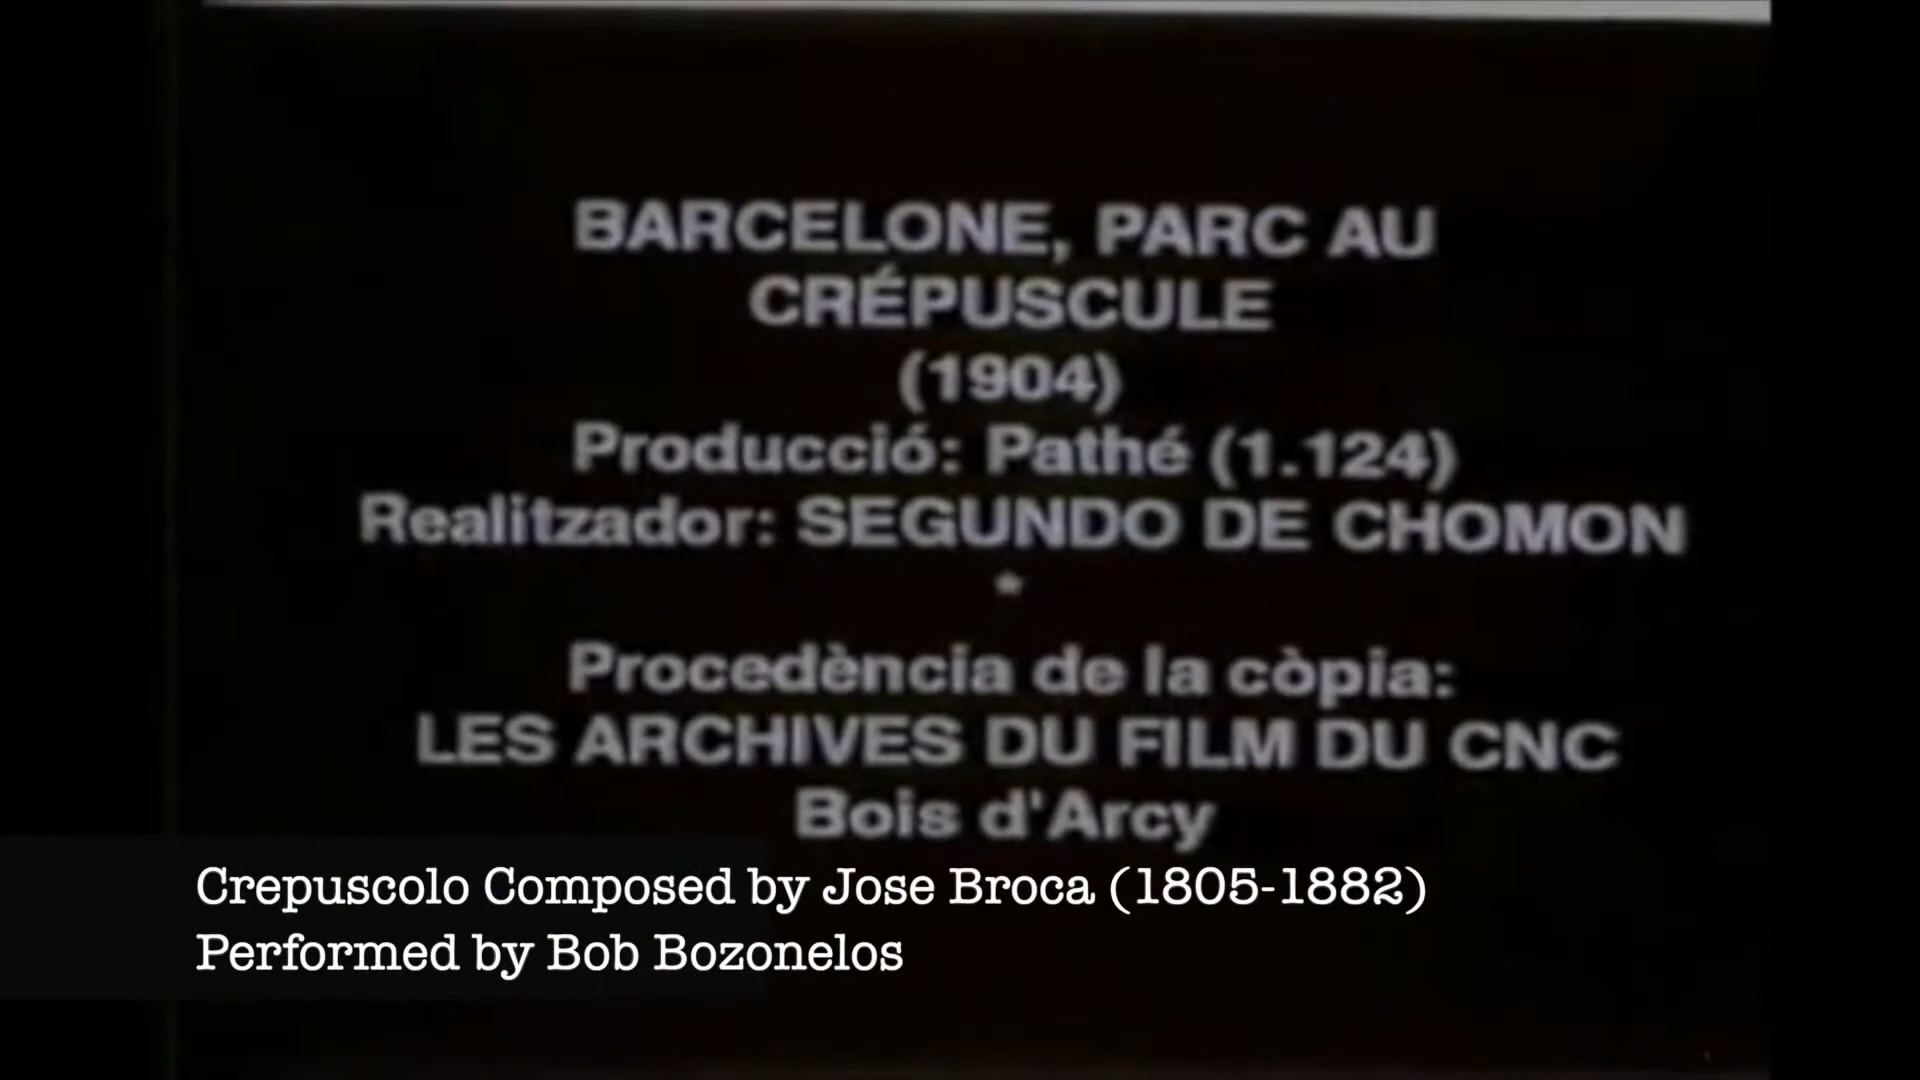 BARCELONE, PARC AU
CRÉPUSCULE
(1904)
Producció: Pathé (1.124)
Realitzador: SEGUNDO DE CHOMON
*
Procedència de la còpia:
LES ARCHIVES DU FILM DU CNC
Bois d'Arcy
Crepuscolo Composed by Jose Broca (1805-1882)
Performed by Bob Bozonelos